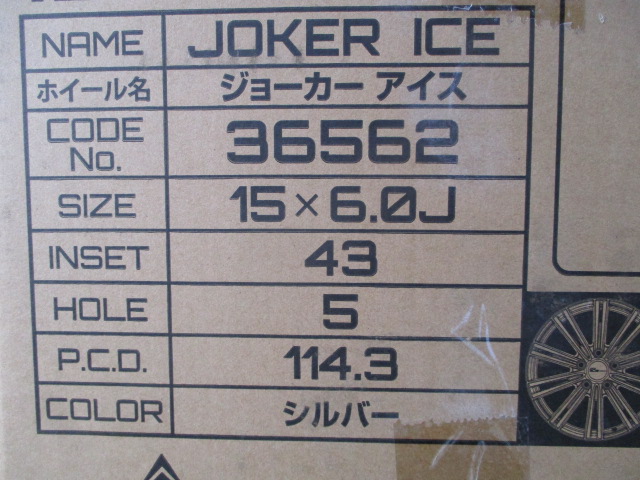 NAME JOKER ICE
ホイール名 ジョーカー アイス
CODE No. 36562
SIZE 15×6.0J
INSET 43
HOLE 5
P.C.D. 114.3
COLOR シルバー